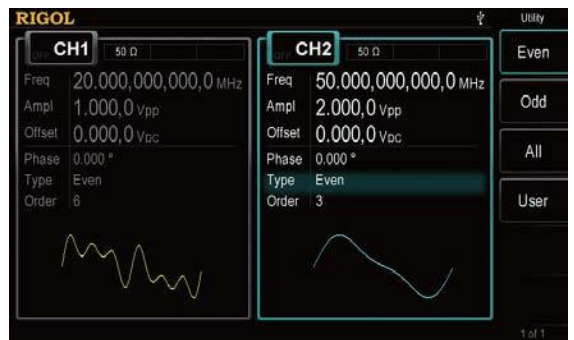 RIGOL
Utility
OFF CH1 50 Ω
Freq 20.000,000,000,0 MHz
Ampl 1.000,0 Vpp
Offset 0.000,0 VDC
Phase 0.000 °
Type Even
Order 6
CH2 50 Ω
Freq 50.000,000,000,0 MHz
Ampl 2.000,0 Vpp
Offset 0.000,0 VDC
Phase 0.000 °
Type Even
Order 3
Even
Odd
All
User
1 of 1